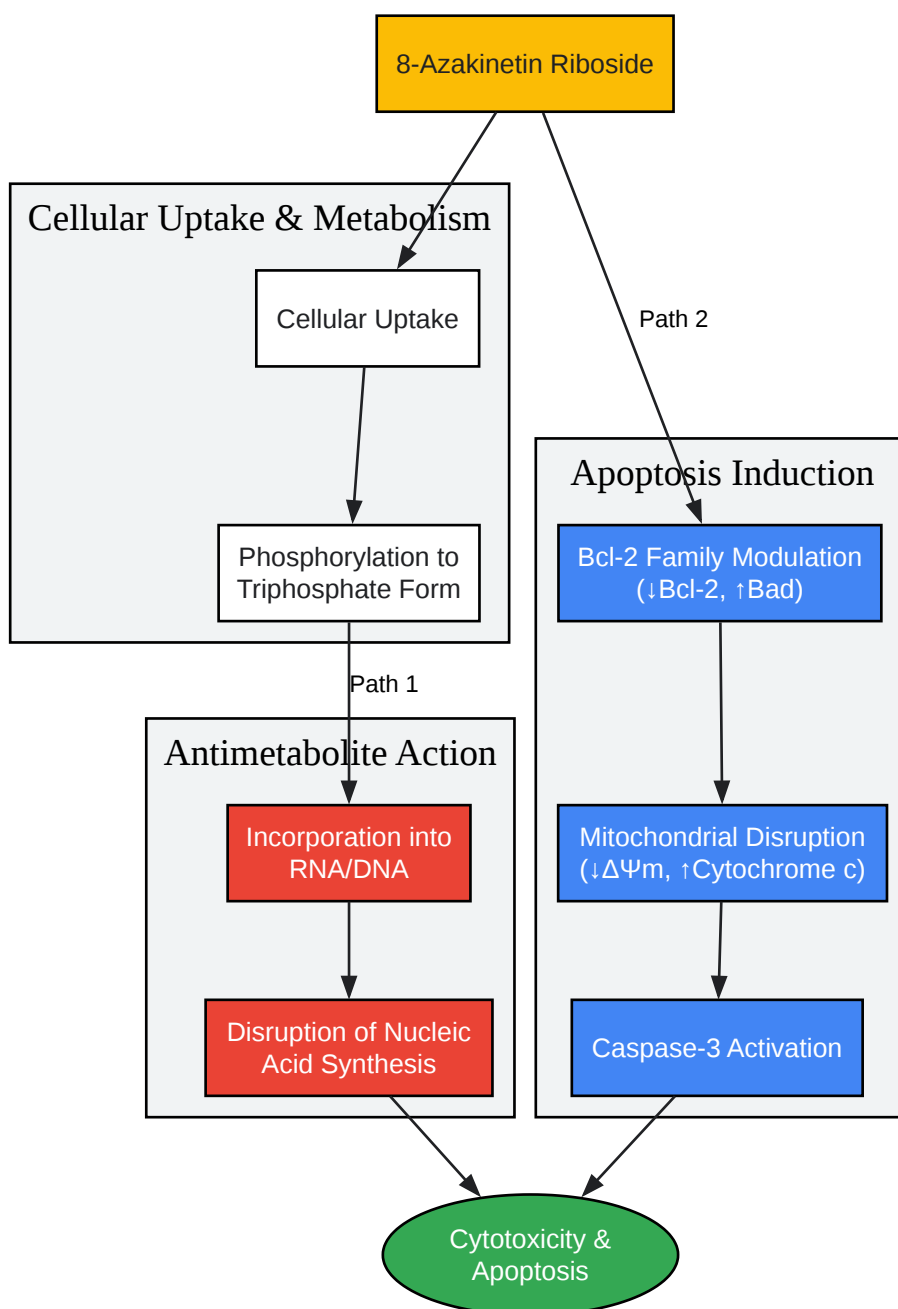 8-Azakinetin Riboside
Cellular Uptake & Metabolism
Cellular Uptake
Path 2
Apoptosis Induction
Phosphorylation to
Triphosphate Form
Bcl-2 Family Modulation
(↓Bcl-2, ↑Bad)
Path 1
Antimetabolite Action
Incorporation into
RNA/DNA
Mitochondrial Disruption
(↓ΔΨm, ↑Cytochrome c)
Disruption of Nucleic
Acid Synthesis
Caspase-3 Activation
Cytotoxicity &
Apoptosis